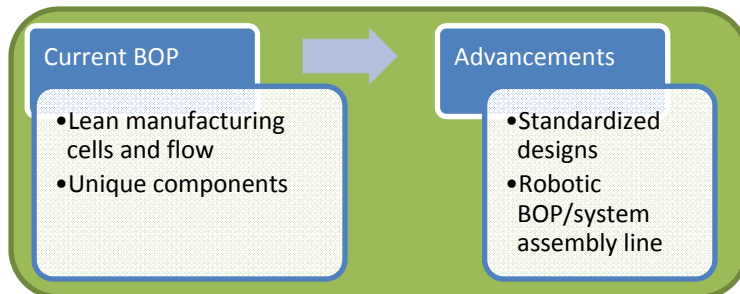 Current BOP
•Lean manufacturing
cells and flow
•Unique components
Advancements
•Standardized
designs
•Robotic
BOP/system
assembly line